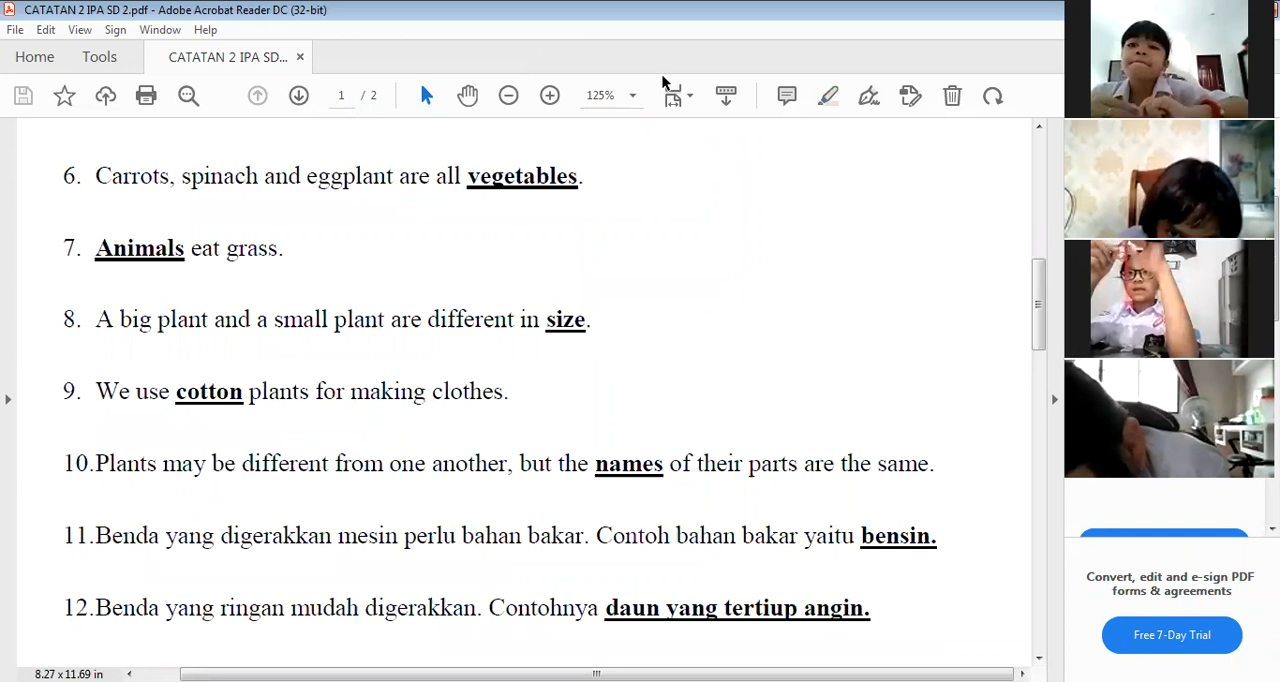 CATATAN 2 IPA SD 2.pdf - Adobe Acrobat Reader DC (32-bit)
File Edit View Sign Window Help
Home Tools CATATAN 2 IPA SD... ×
1 / 2 125%
6. Carrots, spinach and eggplant are all vegetables.
7. Animals eat grass.
8. A big plant and a small plant are different in size.
9. We use cotton plants for making clothes.
10.Plants may be different from one another, but the names of their parts are the same.
11.Benda yang digerakkan mesin perlu bahan bakar. Contoh bahan bakar yaitu bensin.
12.Benda yang ringan mudah digerakkan. Contohnya daun yang tertiup angin.
8.27 x 11.69 in
Convert, edit and e-sign PDF
forms & agreements
Free 7-Day Trial